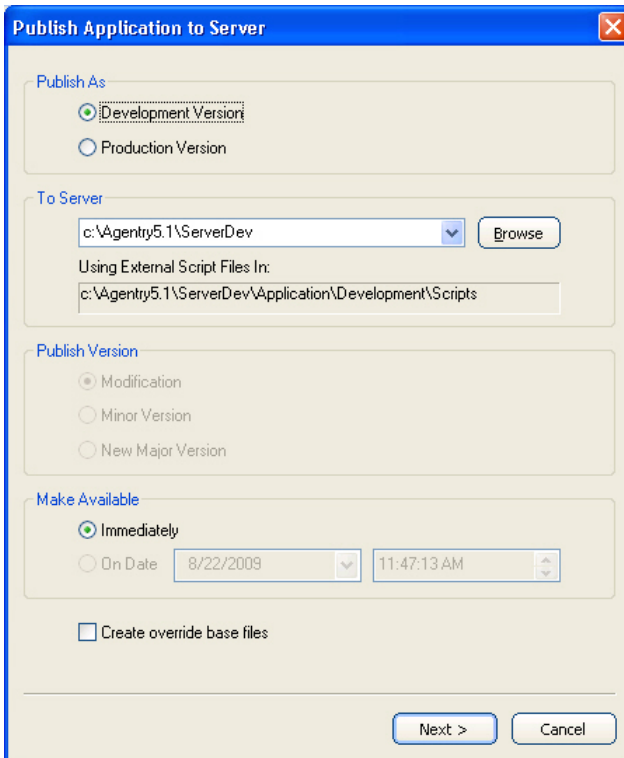 Publish Application to Server
Publish As
Development Version
Production Version
To Server
c:\Agentry5.1\ServerDev
Browse
Using External Script Files In:
c:\Agentry5.1\ServerDev\Application\Development\Scripts
Publish Version
Modification
Minor Version
New Major Version
Make Available
Immediately
On Date 8/22/2009 11:47:13 AM
Create override base files
Next > Cancel